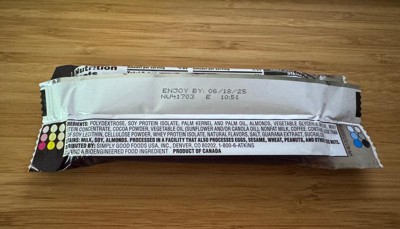 Nutrition
ENJOY BY: 06/18/25
NU41703 E 10:51
REDIENTS: POLYDEXTROSE, SOY PROTEIN ISOLATE, PALM KERNEL AND PALM OIL, ALMONDS, VEGETABLE GLYCERIN,
TEIN CONCENTRATE, COCOA POWDER, VEGETABLE OIL (SUNFLOWER AND/OR CANOLA OIL), NONFAT MILK, COFFEE,
SOY LECITHIN, CELLULOSE POWDER, WHEY PROTEIN ISOLATE, NATURAL FLAVORS, SALT, GUARANA EXTRACT, SUCRALOSE.
AINS: MILK, SOY, ALMONDS. PROCESSED IN A FACILITY THAT ALSO PROCESSES EGGS, SESAME, WHEAT, PEANUTS, AND OTHER NUTS.
TRIBUTED BY: SIMPLY GOOD FOODS USA, INC., DENVER, CO 80202, 1-800-6-ATKINS
A BIOENGINEERED FOOD INGREDIENT. PRODUCT OF CANADA